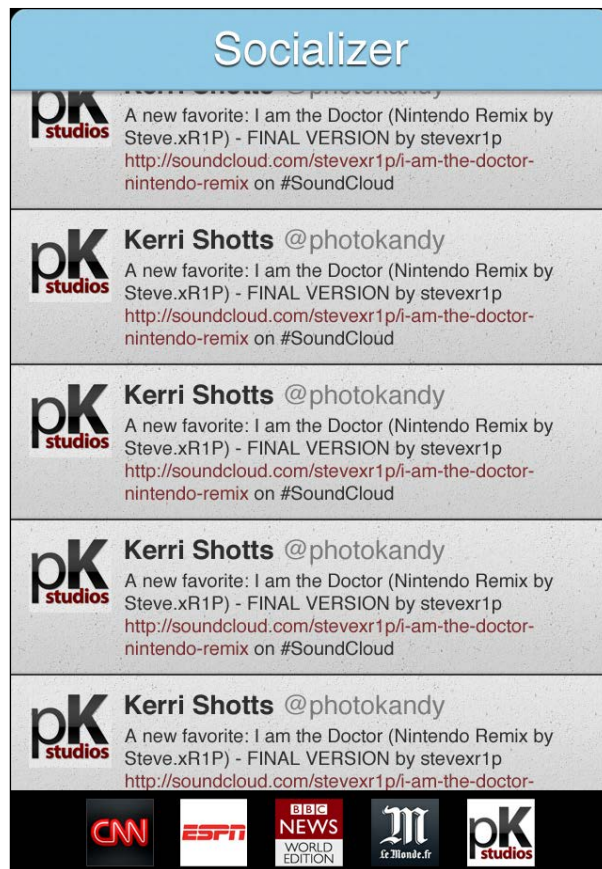 Socializer
Kerri Shotts @photokandy
pK
studios
A new favorite: I am the Doctor (Nintendo Remix by
Steve.xR1P) - FINAL VERSION by stevexr1p
http://soundcloud.com/stevexr1p/i-am-the-doctor-
nintendo-remix on #SoundCloud
pK
studios
Kerri Shotts @photokandy
A new favorite: I am the Doctor (Nintendo Remix by
Steve.xR1P) - FINAL VERSION by stevexr1p
http://soundcloud.com/stevexr1p/i-am-the-doctor-
nintendo-remix on #SoundCloud
pK
studios
Kerri Shotts @photokandy
A new favorite: I am the Doctor (Nintendo Remix by
Steve.xR1P) - FINAL VERSION by stevexr1p
http://soundcloud.com/stevexr1p/i-am-the-doctor-
nintendo-remix on #SoundCloud
pK
studios
Kerri Shotts @photokandy
A new favorite: I am the Doctor (Nintendo Remix by
Steve.xR1P) - FINAL VERSION by stevexr1p
http://soundcloud.com/stevexr1p/i-am-the-doctor-
nintendo-remix on #SoundCloud
pK
studios
Kerri Shotts @photokandy
A new favorite: I am the Doctor (Nintendo Remix by
Steve.xR1P) - FINAL VERSION by stevexr1p
http://soundcloud.com/stevexr1p/i-am-the-doctor-
CNN
ESPN
BBC
NEWS
WORLD
EDITION
M
Le Monde.fr
pK
studios